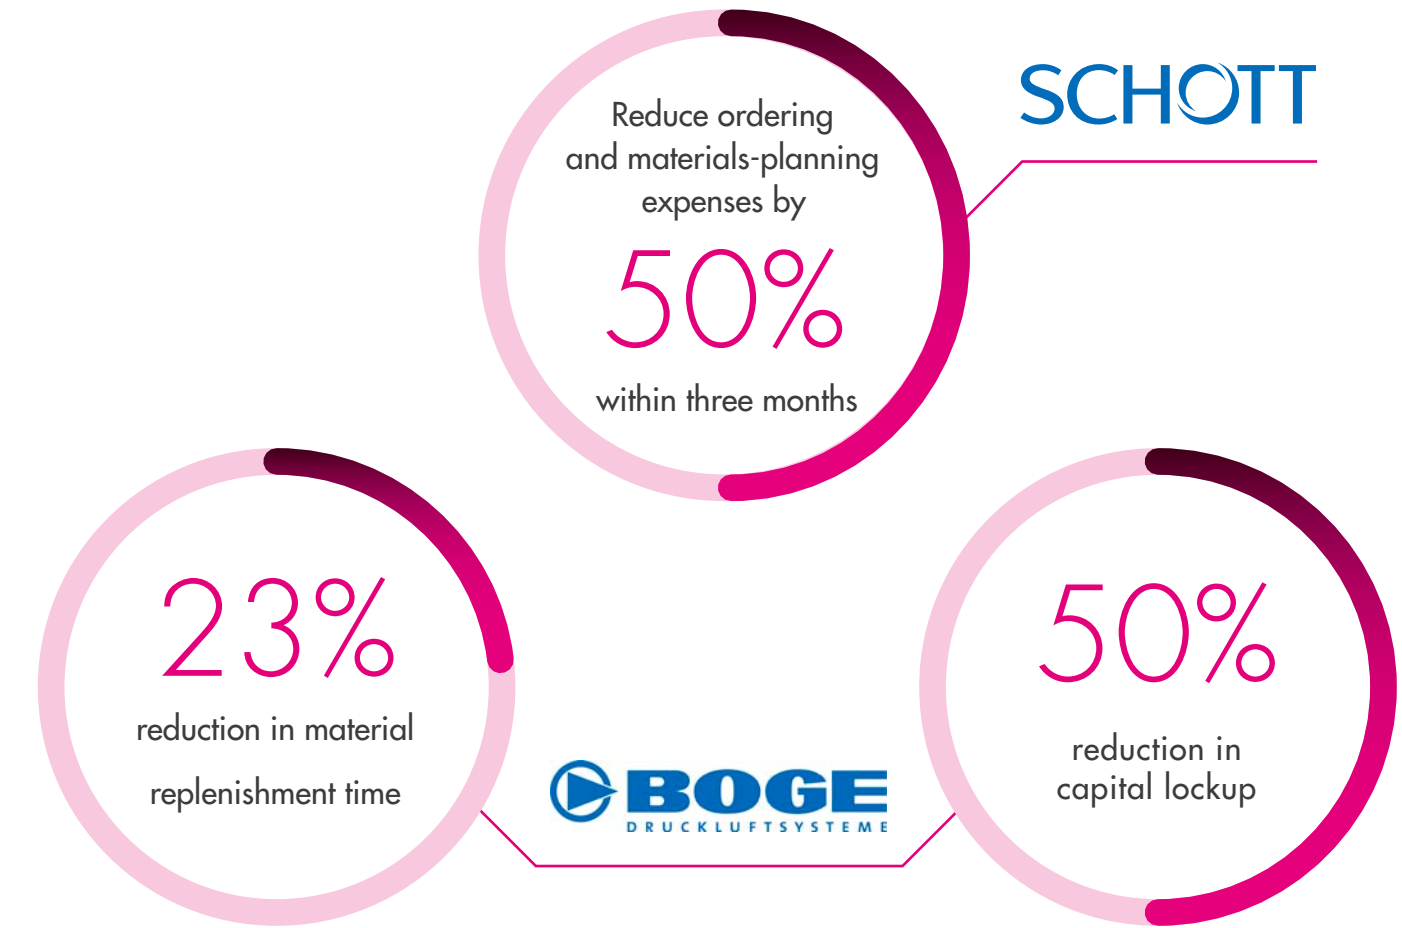 SCHOTT
Reduce ordering
and materials-planning
expenses by
50%
within three months
23%
reduction in material
replenishment time
BOGE
DRUCKLUFTSYSTEME
50%
reduction in
capital lockup